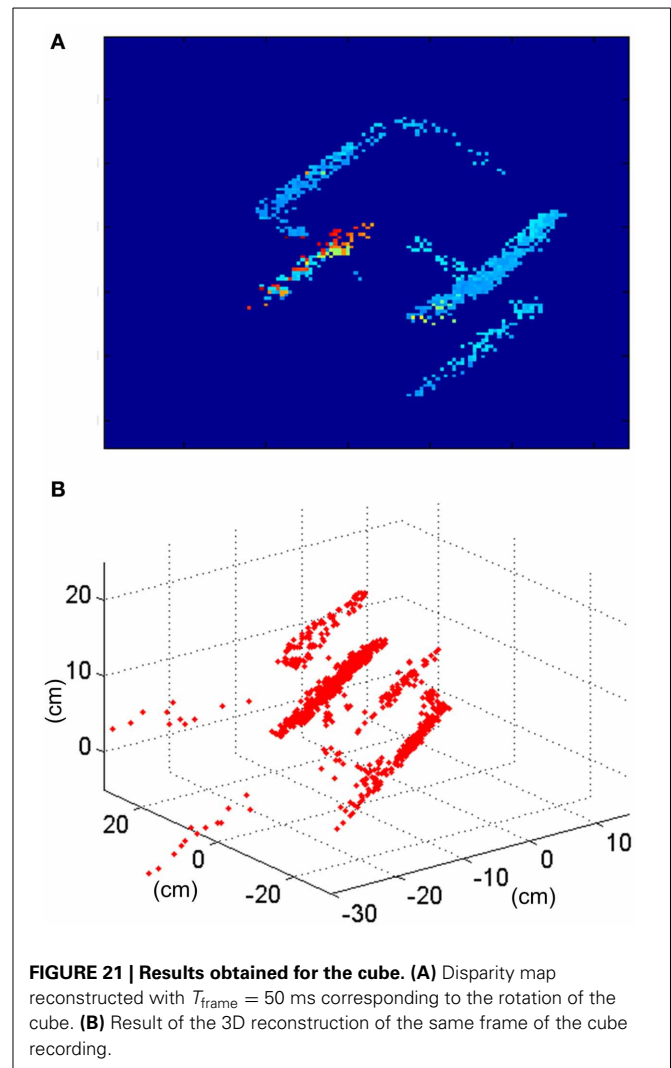 A
B
20
10
0
(cm)
20
0
-20
(cm)
-30
-20
-10
0
10
(cm)
FIGURE 21 | Results obtained for the cube. (A) Disparity map
reconstructed with Tframe = 50 ms corresponding to the rotation of the
cube. (B) Result of the 3D reconstruction of the same frame of the cube
recording.